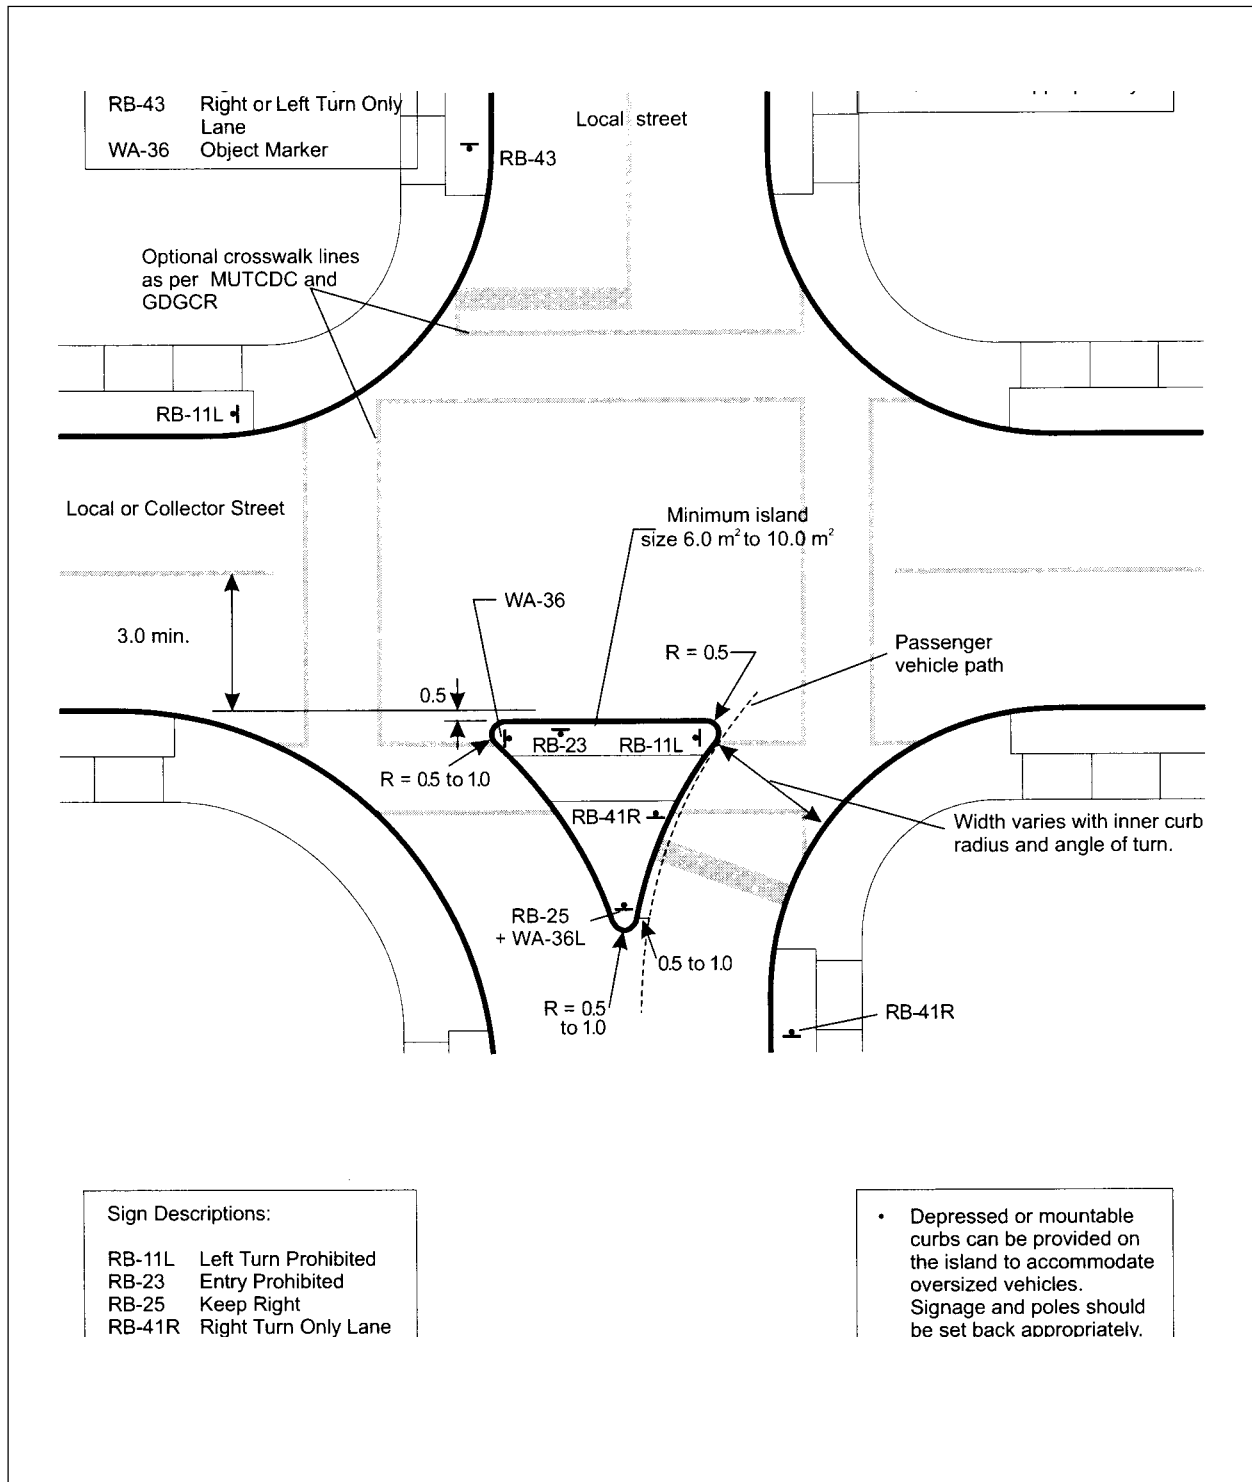 RB-43 Right or Left Turn Only
Lane
WA-36 Object Marker
Local street
RB-43
Optional crosswalk lines
as per MUTCDC and
GDGCR
RB-11L
Local or Collector Street
Minimum island
size 6.0 m² to 10.0 m²
WA-36
3.0 min.
R = 0.5
Passenger
vehicle path
0.5
RB-23
RB-11L
R = 0.5 to 1.0
RB-41R
Width varies with inner curb
radius and angle of turn.
RB-25
+ WA-36L
0.5 to 1.0
R = 0.5
to 1.0
RB-41R
Sign Descriptions:
RB-11L Left Turn Prohibited
RB-23 Entry Prohibited
RB-25 Keep Right
RB-41R Right Turn Only Lane
• Depressed or mountable
curbs can be provided on
the island to accommodate
oversized vehicles.
Signage and poles should
be set back appropriately.